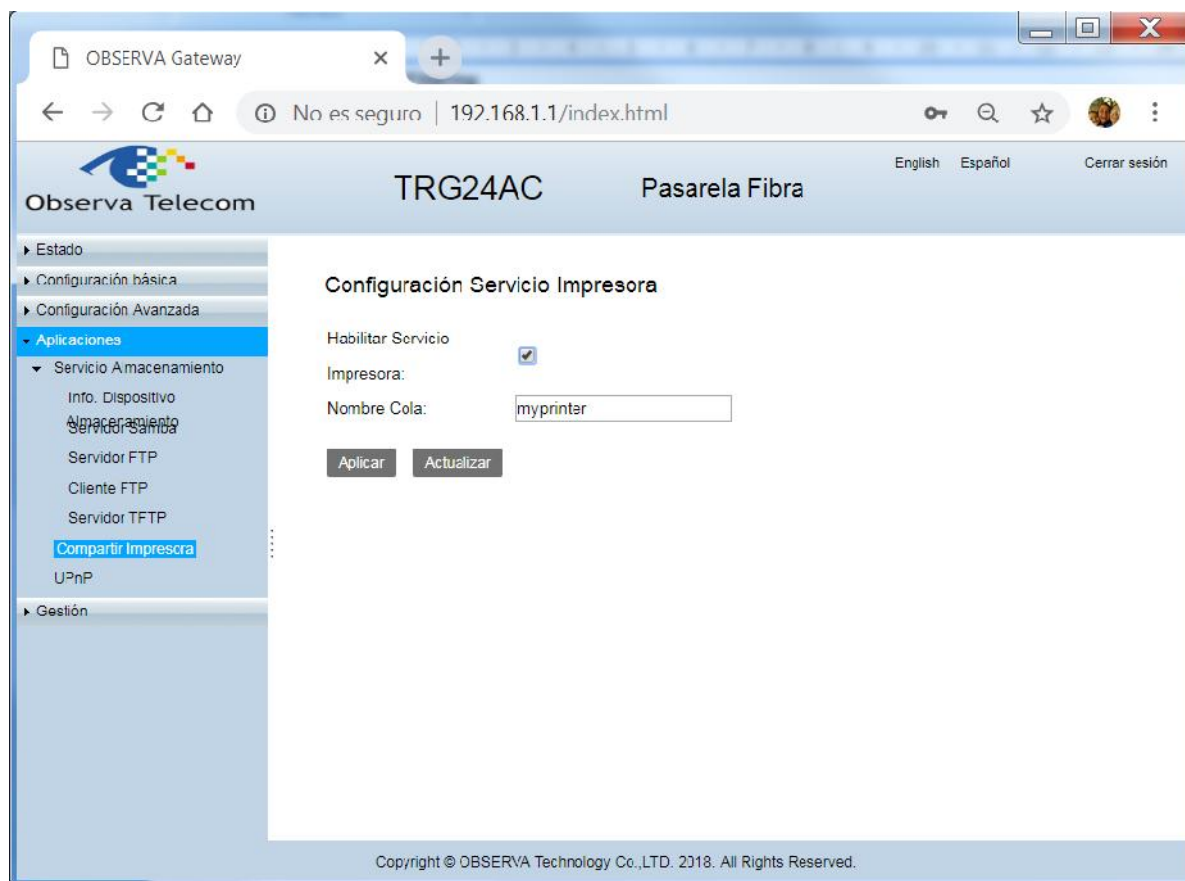 OBSERVA Gateway
No es seguro | 192.168.1.1/index.html
Observa Telecom
TRG24AC
Pasarela Fibra
English
Español
Cerrar sesión
Estado
Configuración básica
Configuración Avanzada
Aplicaciones
Servicio Almacenamiento
Info. Dispositivo
Almacenamiento
Servidor Samba
Servidor FTP
Cliente FTP
Servidor TFTP
Compartir Impresora
UPnP
Gestión
Configuración Servicio Impresora
Habilitar Servicio
Impresora:
Nombre Cola:
myprinter
Aplicar
Actualizar
Copyright © OBSERVA Technology Co.,LTD. 2018. All Rights Reserved.